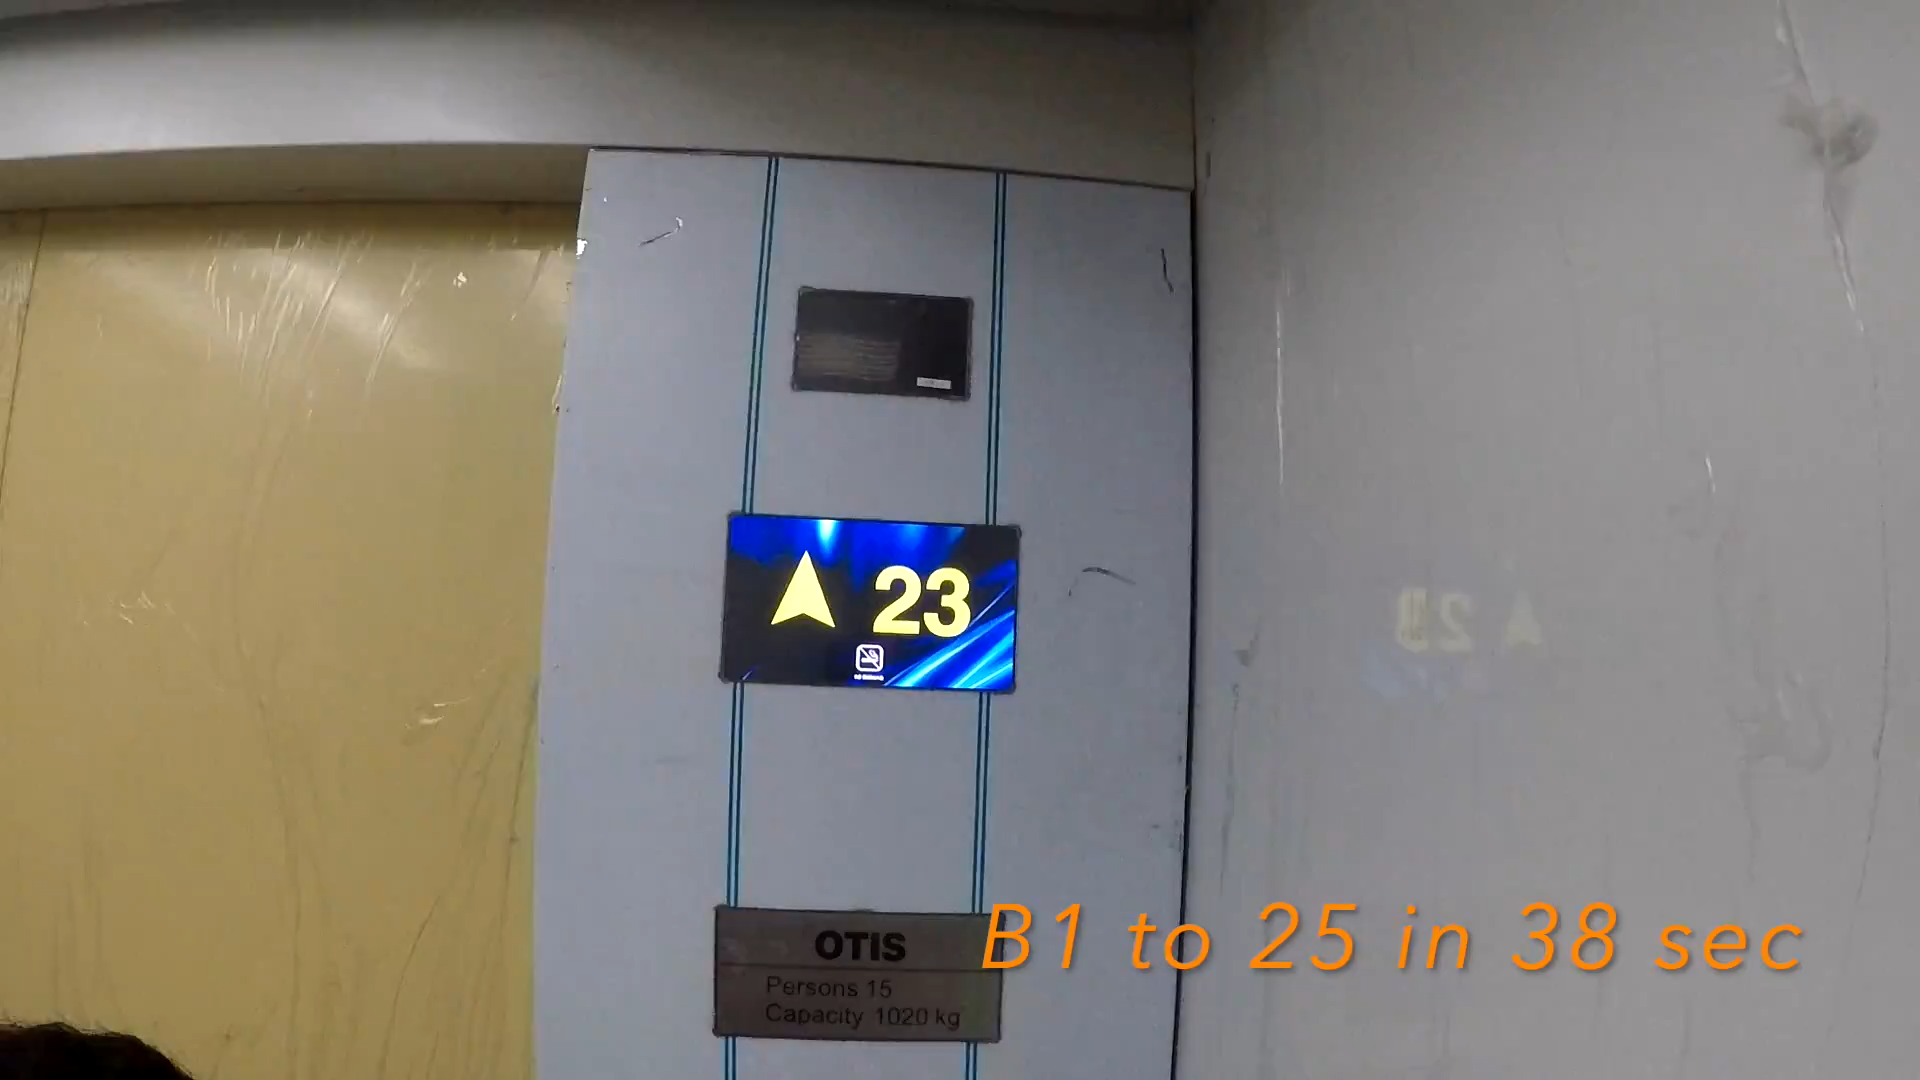 23
OTIS
Persons 15
Capacity 1020 kg
B1 to 25 in 38 sec